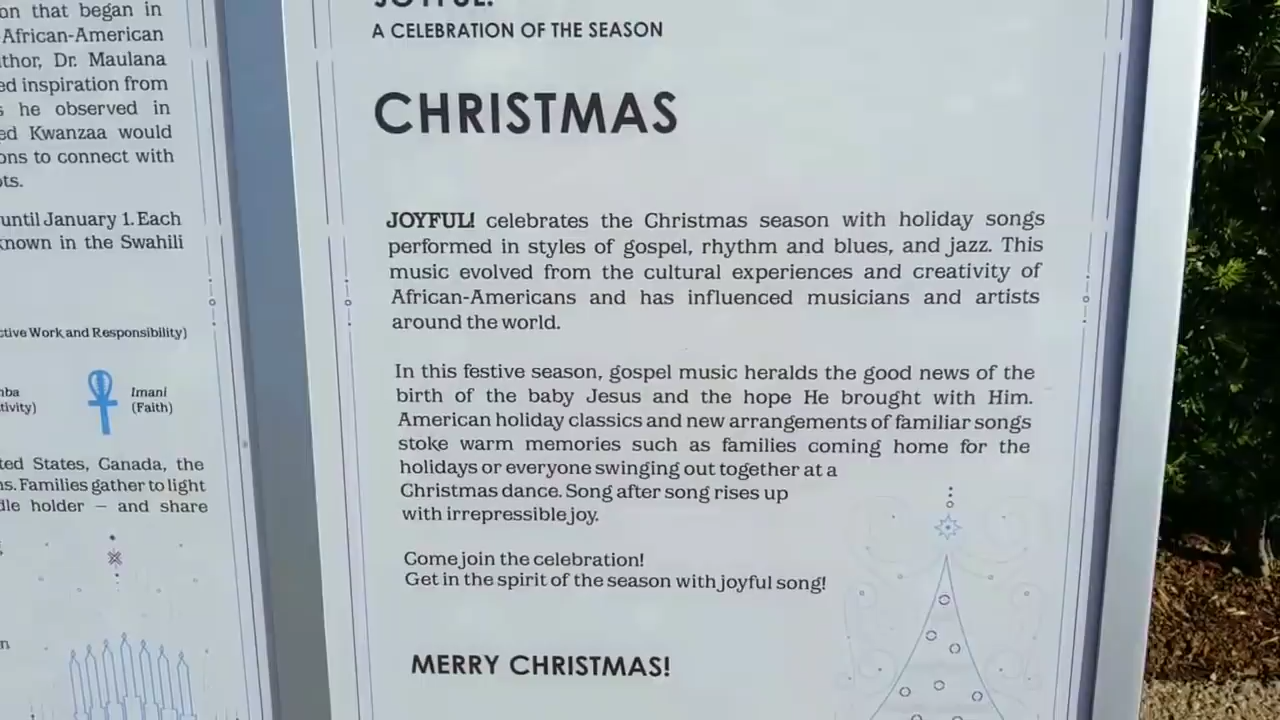 on that began in
African-American
thor, Dr. Maulana
ed inspiration from
s he observed in
ed Kwanzaa would
ons to connect with
ots.
until January 1. Each
known in the Swahili
ctive Work and Responsibility)
mba
tivity)
Imani
(Faith)
ted States, Canada, the
ns. Families gather to light
dle holder – and share
JOYFUL!
A CELEBRATION OF THE SEASON
CHRISTMAS
JOYFUL! celebrates the Christmas season with holiday songs
performed in styles of gospel, rhythm and blues, and jazz. This
music evolved from the cultural experiences and creativity of
African-Americans and has influenced musicians and artists
around the world.
In this festive season, gospel music heralds the good news of the
birth of the baby Jesus and the hope He brought with Him.
American holiday classics and new arrangements of familiar songs
stoke warm memories such as families coming home for the
holidays or everyone swinging out together at a
Christmas dance. Song after song rises up
with irrepressible joy.
Come join the celebration!
Get in the spirit of the season with joyful song!
MERRY CHRISTMAS!